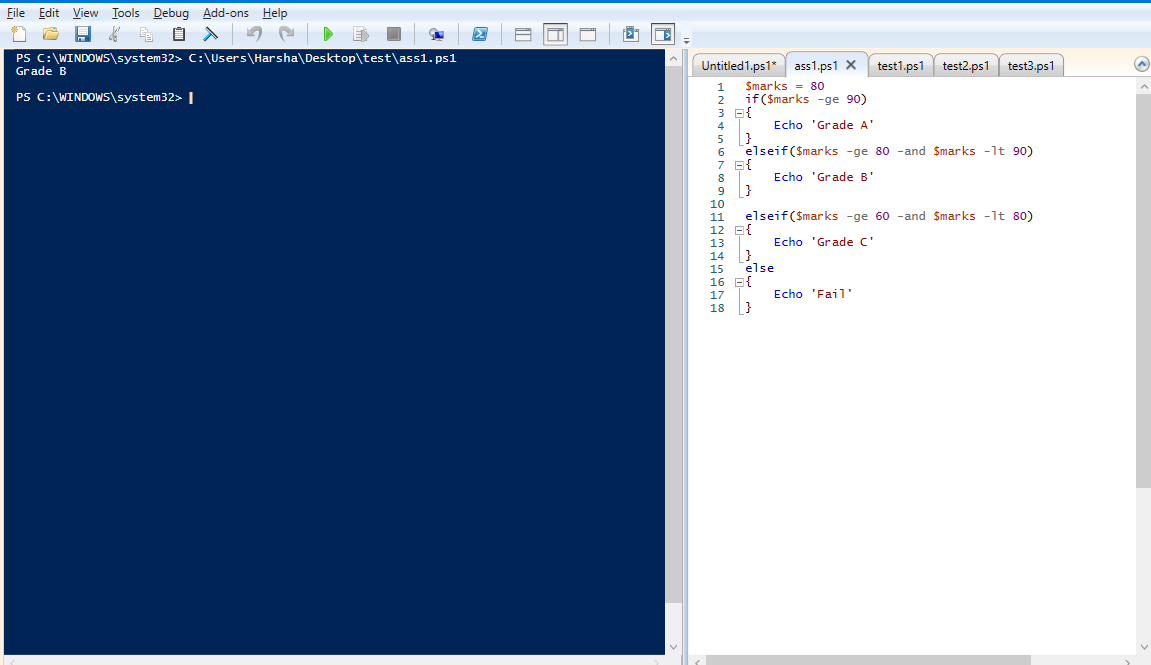 File Edit View Tools Debug Add-ons Help
PS C:\WINDOWS\system32> C:\Users\Harsha\Desktop\test\ass1.ps1
Grade B
PS C:\WINDOWS\system32>
Untitled1.ps1* ass1.ps1 test1.ps1 test2.ps1 test3.ps1
1 $marks = 80
2 if($marks -ge 90)
3 {
4 Echo 'Grade A'
5 }
6 elseif($marks -ge 80 -and $marks -lt 90)
7 {
8 Echo 'Grade B'
9 }
10
11 elseif($marks -ge 60 -and $marks -lt 80)
12 {
13 Echo 'Grade C'
14 }
15 else
16 {
17 Echo 'Fail'
18 }